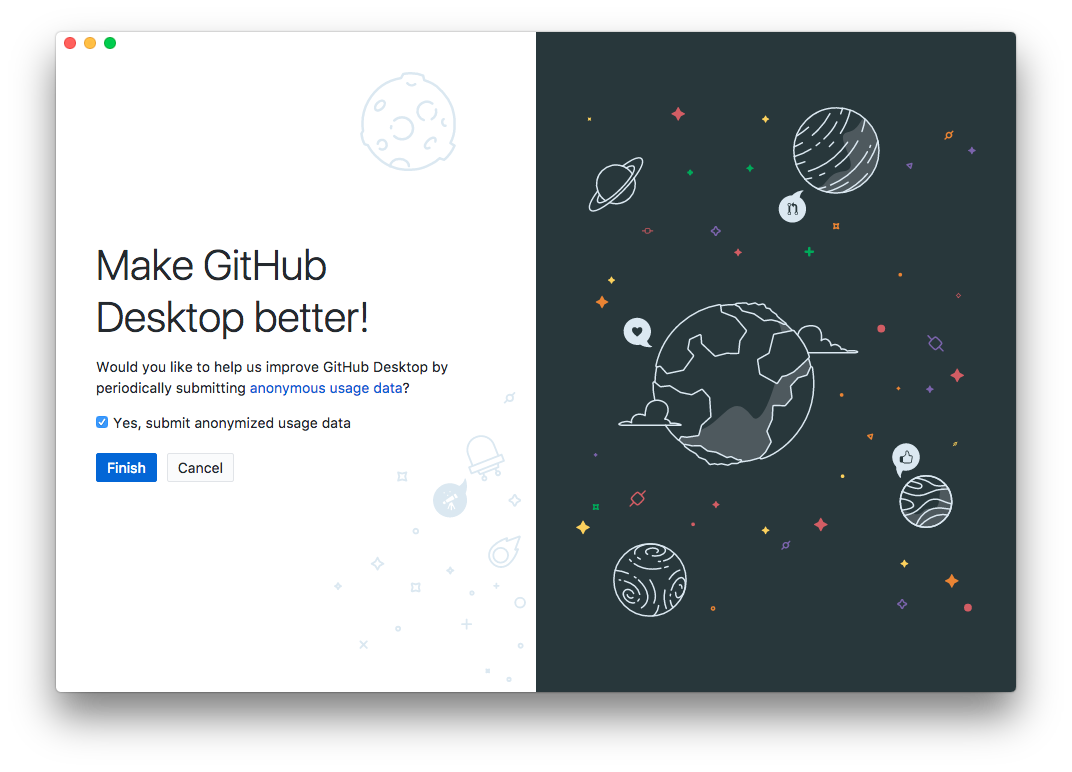 Make GitHub
Desktop better!
Would you like to help us improve GitHub Desktop by
periodically submitting anonymous usage data?
Yes, submit anonymized usage data
Finish
Cancel